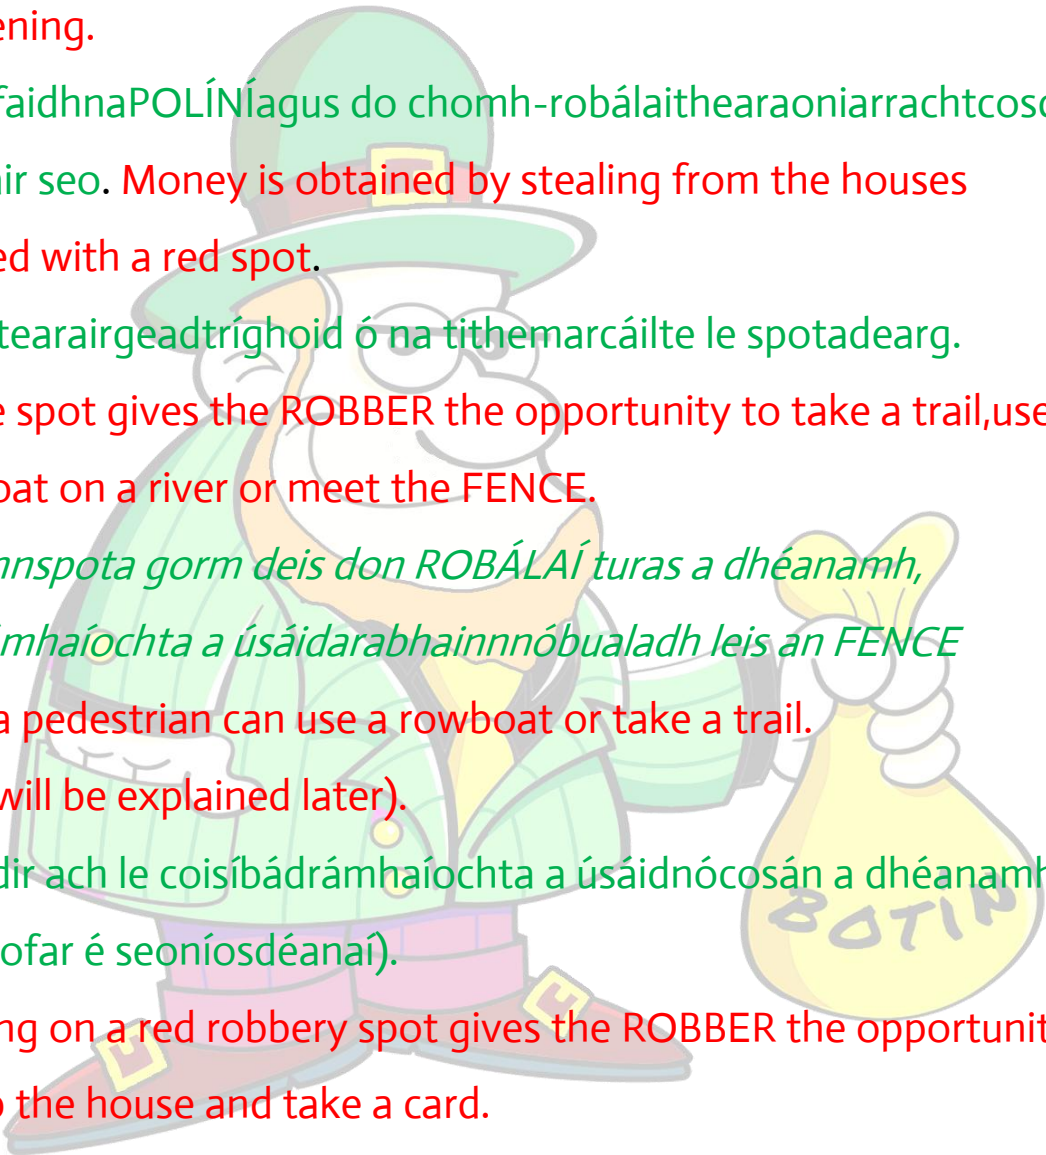 ening.
faidhnaPOLÍNÍagus do chomh-robálaithearaoniarrachtcosc
air seo. Money is obtained by stealing from the houses
ed with a red spot.
tearairgeadtríghoid ó na tithemarcáilte le spotadearg.
e spot gives the ROBBER the opportunity to take a trail,use
oat on a river or meet the FENCE.
nnspota gorm deis don ROBÁLAÍ turas a dhéanamh,
ímhaíochta a úsáidarabhainnnóbualadh leis an FENCE
a pedestrian can use a rowboat or take a trail.
will be explained later).
dir ach le coisíbádrámhaíochta a úsáidnócosán a dhéanamh
ofar é seoníosdéanaí).
ng on a red robbery spot gives the ROBBER the opportunit
o the house and take a card.
BOTIN